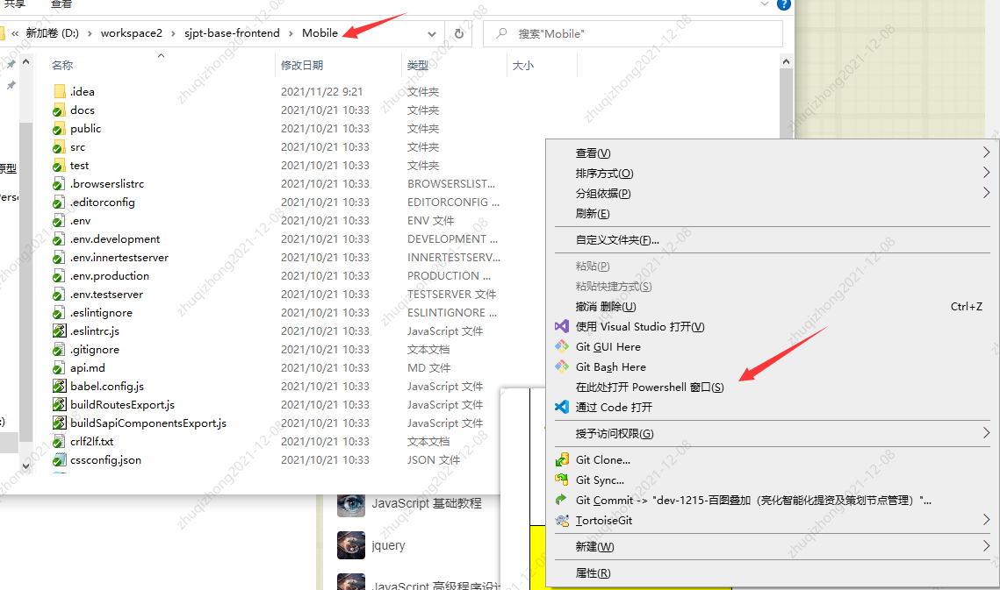 共享 查看
« 新加卷 (D:) › workspace2 › sjpt-base-frontend › Mobile
搜索"Mobile"
名称 修改日期 类型 大小
.idea 2021/11/22 9:21 文件夹
docs 2021/10/21 10:33 文件夹
public 2021/10/21 10:33 文件夹
src 2021/10/21 10:33 文件夹
test 2021/10/21 10:33 文件夹
.browserslistrc 2021/10/21 10:33 BROWSERSLIST...
.editorconfig 2021/10/21 10:33 EDITORCONFIG ...
.env 2021/10/21 10:33 ENV 文件
.env.development 2021/10/21 10:33 DEVELOPMENT ...
.env.innertestserver 2021/10/21 10:33 INNERTESTSERV...
.env.production 2021/10/21 10:33 PRODUCTION ...
.env.testserver 2021/10/21 10:33 TESTSERVER 文件
.eslintignore 2021/10/21 10:33 ESLINTIGNORE ...
.eslintrc.js 2021/10/21 10:33 JavaScript 文件
.gitignore 2021/10/21 10:33 文本文档
api.md 2021/10/21 10:33 MD 文件
babel.config.js 2021/10/21 10:33 JavaScript 文件
buildRoutesExport.js 2021/10/21 10:33 JavaScript 文件
buildSapiComponentsExport.js 2021/10/21 10:33 JavaScript 文件
crlf2lf.txt 2021/10/21 10:33 文本文档
cssconfig.json 2021/10/21 10:33 JSON 文件
原型
查看(V)
排序方式(O)
分组依据(P)
刷新(E)
自定义文件夹(F)...
粘贴(P)
粘贴快捷方式(S)
撤消 删除(U) Ctrl+Z
使用 Visual Studio 打开(V)
Git GUI Here
Git Bash Here
在此处打开 Powershell 窗口(S)
通过 Code 打开
授予访问权限(G)
Git Clone...
Git Sync...
Git Commit -> "dev-1215-百图叠加（亮化智能化提资及策划节点管理）"...
TortoiseGit
新建(W)
属性(R)
JavaScript 基础教程
jquery
JavaScript 高级程序设计
zhuqizhong2021-12-08